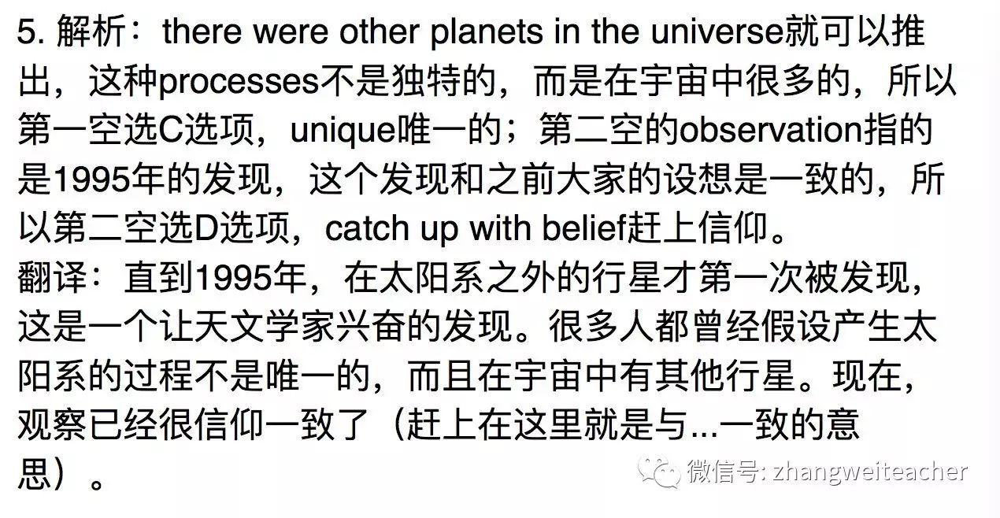 5. 解析：there were other planets in the universe就可以推
出，这种processes不是独特的，而是在宇宙中很多的，所以
第一空选C选项，unique唯一的；第二空的observation指的
是1995年的发现，这个发现和之前大家的设想是一致的，所
以第二空选D选项，catch up with belief赶上信仰。
翻译：直到1995年，在太阳系之外的行星才第一次被发现，
这是一个让天文学家兴奋的发现。很多人都曾经假设产生太
阳系的过程不是唯一的，而且在宇宙中有其他行星。现在，
观察已经很信仰一致了（赶上在这里就是与...一致的意
思）。
微信号: zhangweiteacher